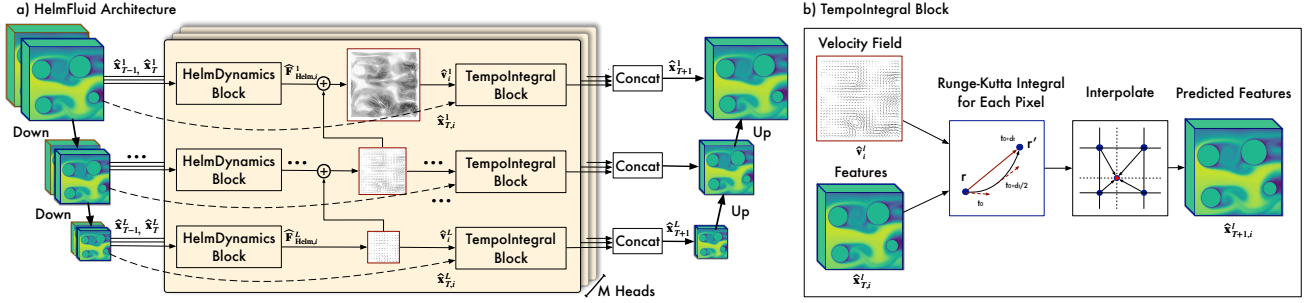 a) HelmFluid Architecture
x̂¹_{T−1}, x̂¹_T
HelmDynamics
Block
F̂¹_{Helm,i}
v̂¹_i
TempoIntegral
Block
x̂¹_{T,i}
Concat
x̂¹_{T+1}
Down
Up
•••
HelmDynamics
Block
•••
•••
TempoIntegral
Block
•••
Concat
Down
Up
x̂ᴸ_{T−1}, x̂ᴸ_T
HelmDynamics
Block
F̂ᴸ_{Helm,i}
v̂ᴸ_i
TempoIntegral
Block
x̂ᴸ_{T,i}
Concat
x̂ᴸ_{T+1}
M Heads
b) TempoIntegral Block
Velocity Field
v̂ˡ_i
Features
x̂ˡ_{T,i}
Runge-Kutta Integral
for Each Pixel
t₀+dt
r′
r
t₀+dt/2
t₀
Interpolate
Predicted Features
x̂ˡ_{T+1,i}